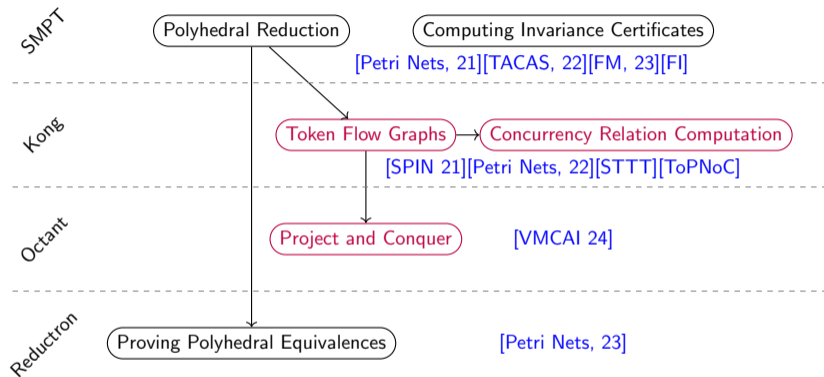 SMPT
Polyhedral Reduction
Computing Invariance Certificates
[Petri Nets, 21][TACAS, 22][FM, 23][FI]
Kong
Token Flow Graphs
Concurrency Relation Computation
[SPIN 21][Petri Nets, 22][STTT][ToPNoC]
Octant
Project and Conquer
[VMCAI 24]
Reductron
Proving Polyhedral Equivalences
[Petri Nets, 23]